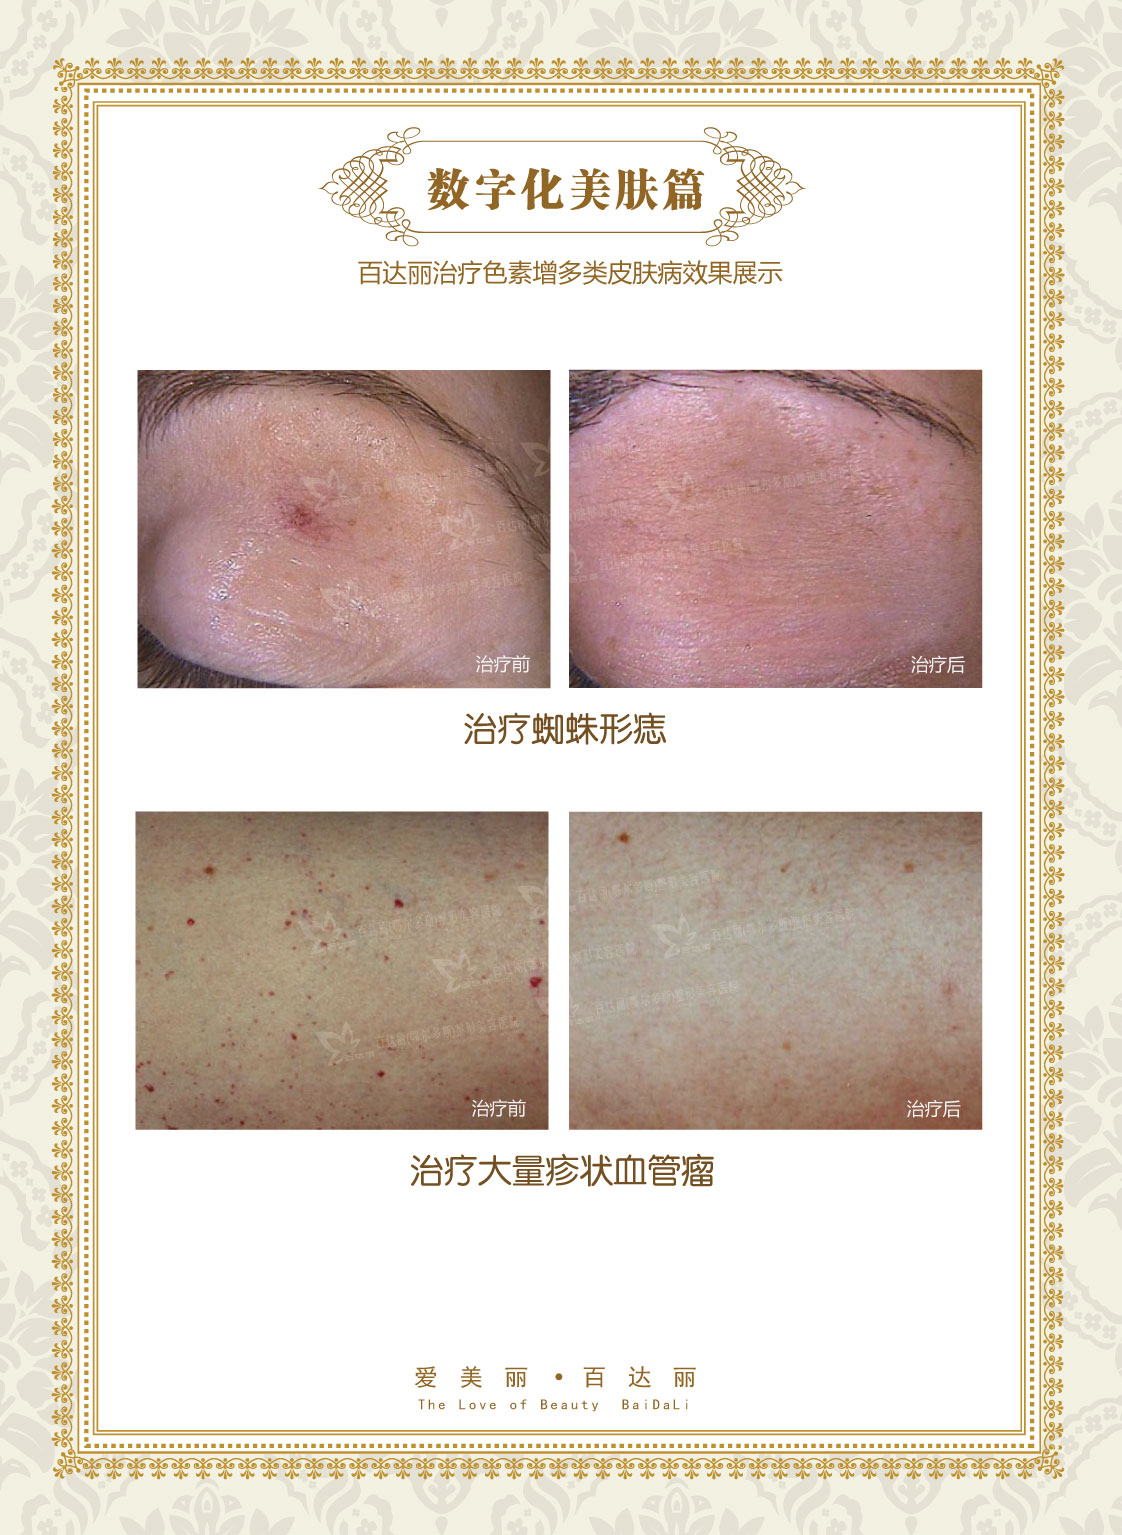 数字化美肤篇
百达丽治疗色素增多类皮肤病效果展示
治疗前
治疗后
治疗蜘蛛形痣
治疗前
治疗后
治疗大量疹状血管瘤
爱美丽·百达丽
The Love of Beauty BaiDaLi